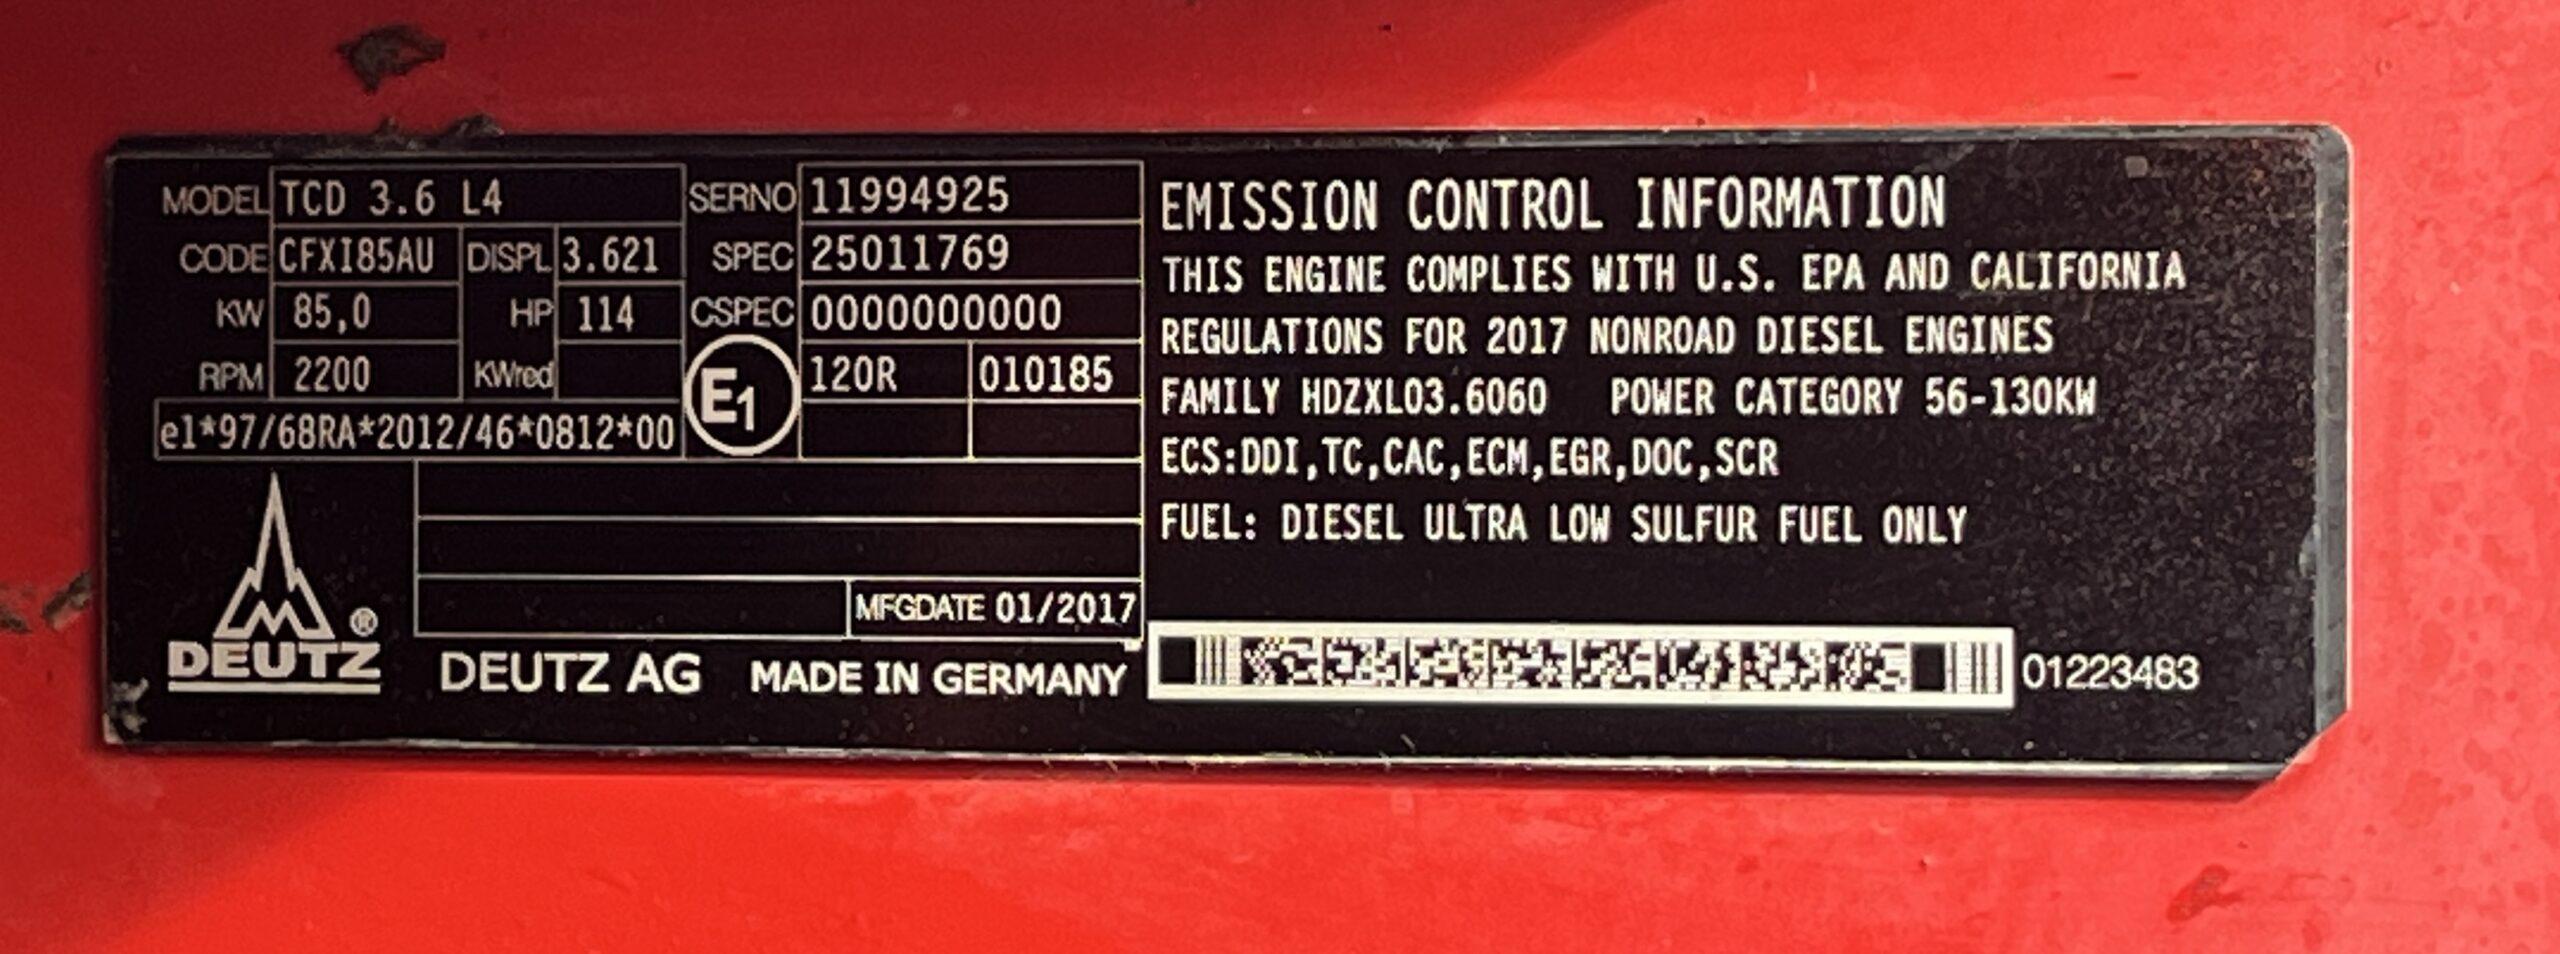 MODEL TCD 3.6 L4 SERNO 11994925
CODE CFXI85AU DISPL 3.621 SPEC 25011769
KW 85,0 HP 114 CSPEC 0000000000
RPM 2200 KWred E1 120R 010185
e1*97/68RA*2012/46*0812*00
MFGDATE 01/2017
DEUTZ ®
DEUTZ AG MADE IN GERMANY
EMISSION CONTROL INFORMATION
THIS ENGINE COMPLIES WITH U.S. EPA AND CALIFORNIA
REGULATIONS FOR 2017 NONROAD DIESEL ENGINES
FAMILY HDZXL03.6060 POWER CATEGORY 56-130KW
ECS:DDI,TC,CAC,ECM,EGR,DOC,SCR
FUEL: DIESEL ULTRA LOW SULFUR FUEL ONLY
01223483